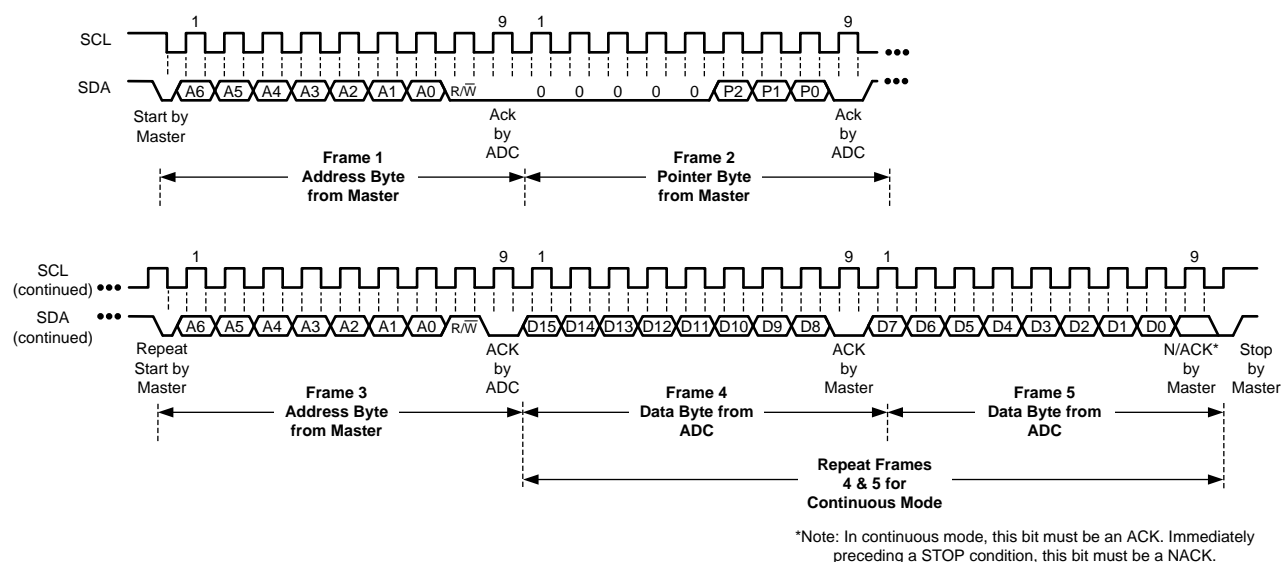 1 9 1 9
SCL •••
SDA A6 A5 A4 A3 A2 A1 A0 R/W̅ 0 0 0 0 0 P2 P1 P0 •••
Start by
Master
Ack
by
ADC
Ack
by
ADC
Frame 1
Address Byte
from Master
Frame 2
Pointer Byte
from Master
1 9 1 9 1 9
SCL
(continued) •••
SDA
(continued) ••• A6 A5 A4 A3 A2 A1 A0 R/W̅ D15 D14 D13 D12 D11 D10 D9 D8 D7 D6 D5 D4 D3 D2 D1 D0
Repeat
Start by
Master
ACK
by
ADC
ACK
by
Master
N/ACK*
by
Master
Stop
by
Master
Frame 3
Address Byte
from Master
Frame 4
Data Byte from
ADC
Frame 5
Data Byte from
ADC
Repeat Frames
4 & 5 for
Continuous Mode
*Note: In continuous mode, this bit must be an ACK. Immediately
preceding a STOP condition, this bit must be a NACK.